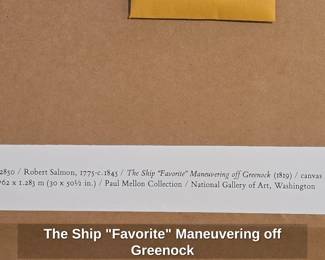 2850 / Robert Salmon, 1775-c.1845 / The Ship "Favorite" Maneuvering off Greenock (1819) / canvas
762 x 1.283 m (30 x 50½ in.) / Paul Mellon Collection / National Gallery of Art, Washington
The Ship "Favorite" Maneuvering off
Greenock